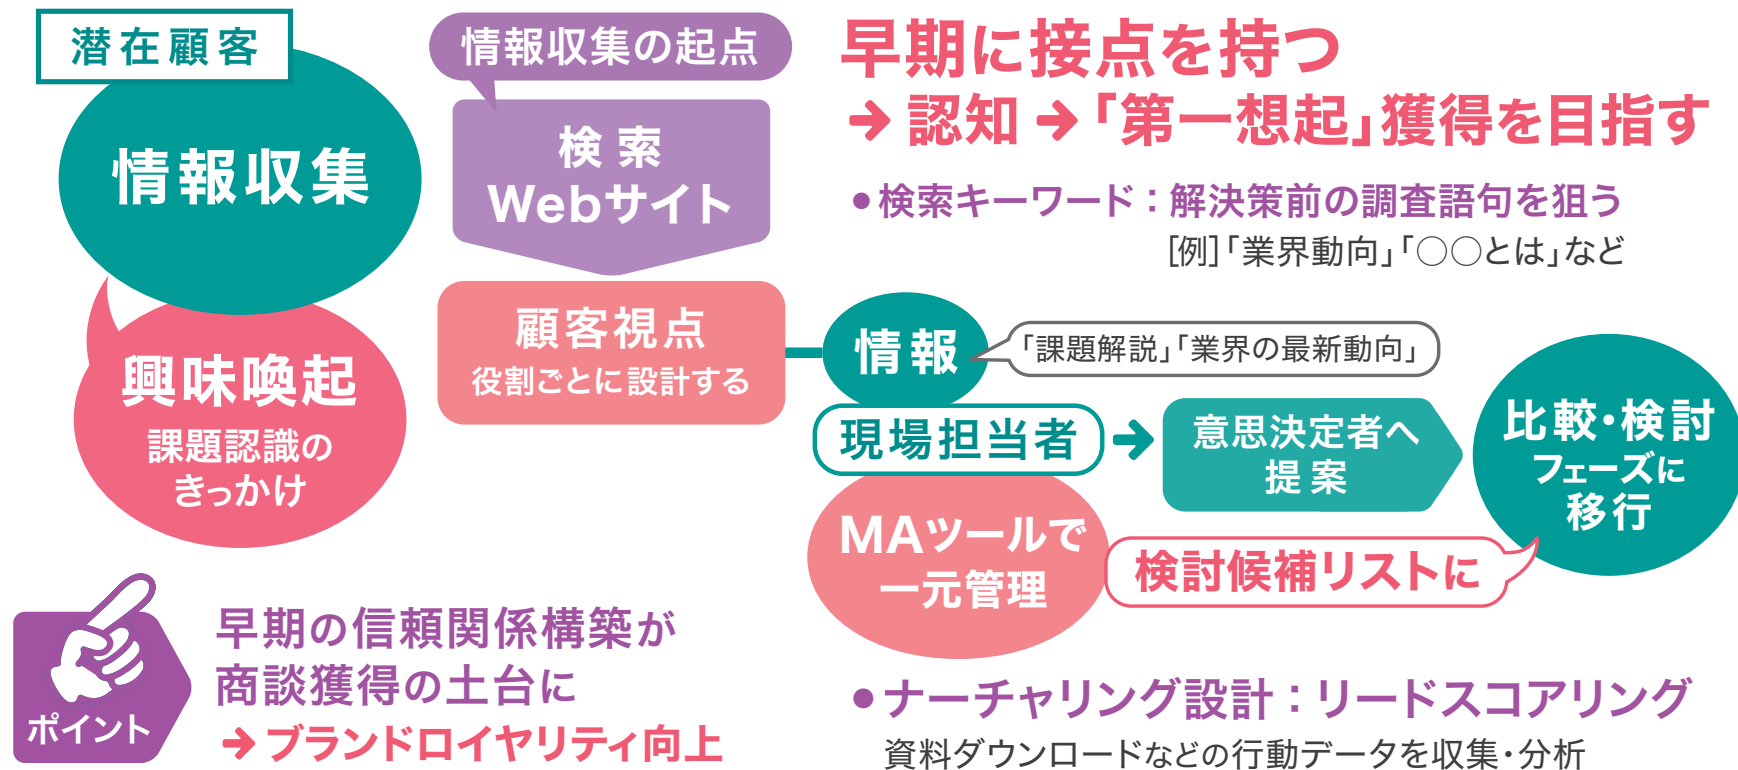 潜在顧客
情報収集
興味喚起
課題認識の
きっかけ
情報収集の起点
検索
Webサイト
顧客視点
役割ごとに設計する
早期に接点を持つ
→ 認知 →「第一想起」獲得を目指す
●検索キーワード：解決策前の調査語句を狙う
[例]「業界動向」「○○とは」など
情報
「課題解説」「業界の最新動向」
現場担当者 →
意思決定者へ
提案
比較・検討
フェーズに
移行
MAツールで
一元管理
検討候補リストに
ポイント
早期の信頼関係構築が
商談獲得の土台に
→ブランドロイヤリティ向上
●ナーチャリング設計：リードスコアリング
資料ダウンロードなどの行動データを収集・分析